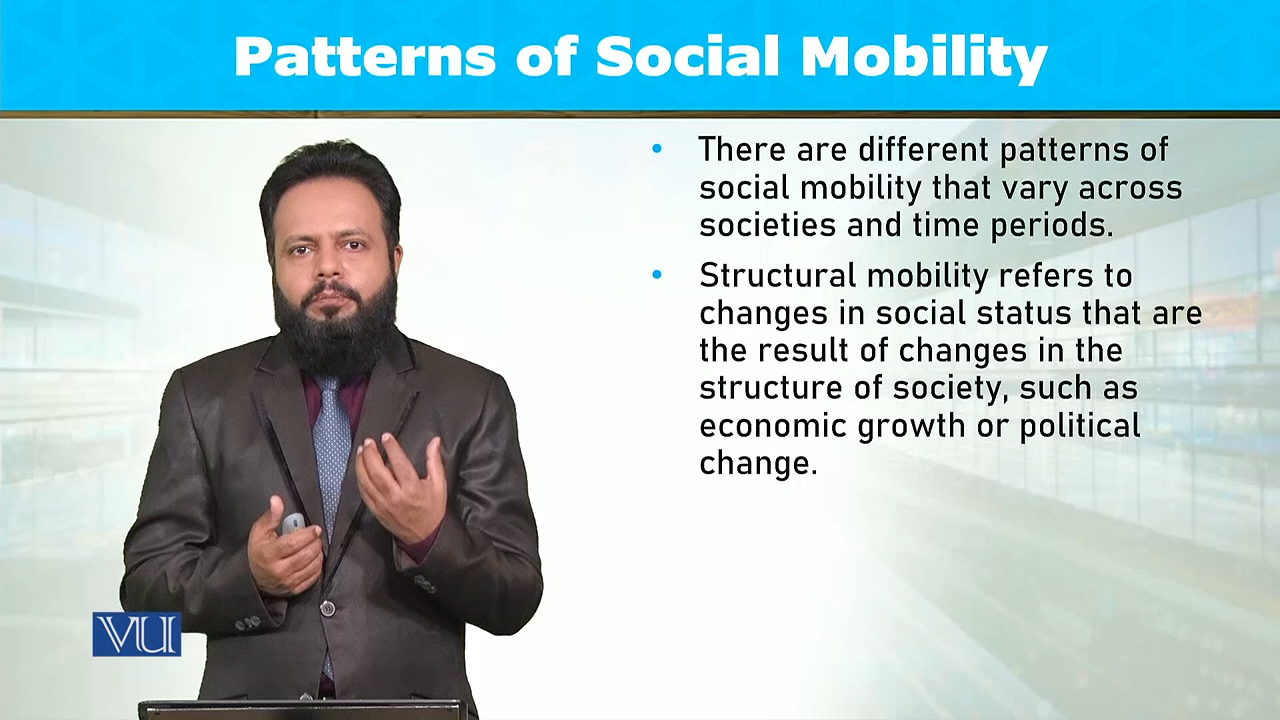 Patterns of Social Mobility
• There are different patterns of
social mobility that vary across
societies and time periods.
• Structural mobility refers to
changes in social status that are
the result of changes in the
structure of society, such as
economic growth or political
change.
VU